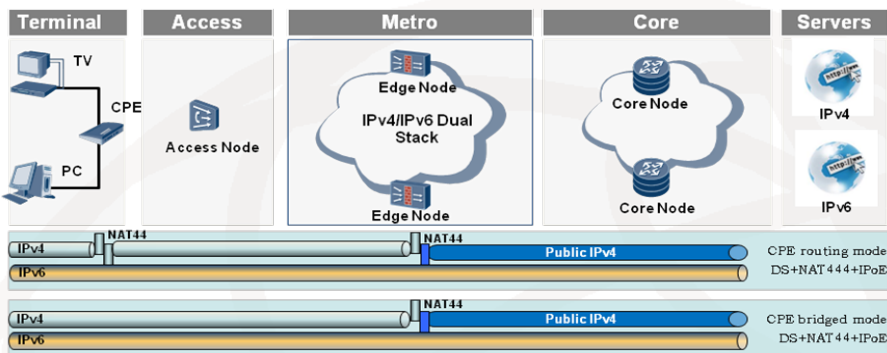 Terminal
Access
Metro
Core
Servers
TV
CPE
PC
Access Node
Edge Node
IPv4/IPv6 Dual
Stack
Edge Node
Core Node
Core Node
IPv4
IPv6
NAT44
NAT44
IPv4
Public IPv4
CPE routing mode
IPv6
DS+NAT444+IPoE
NAT44
IPv4
Public IPv4
CPE bridged mode
IPv6
DS+NAT444+IPoE